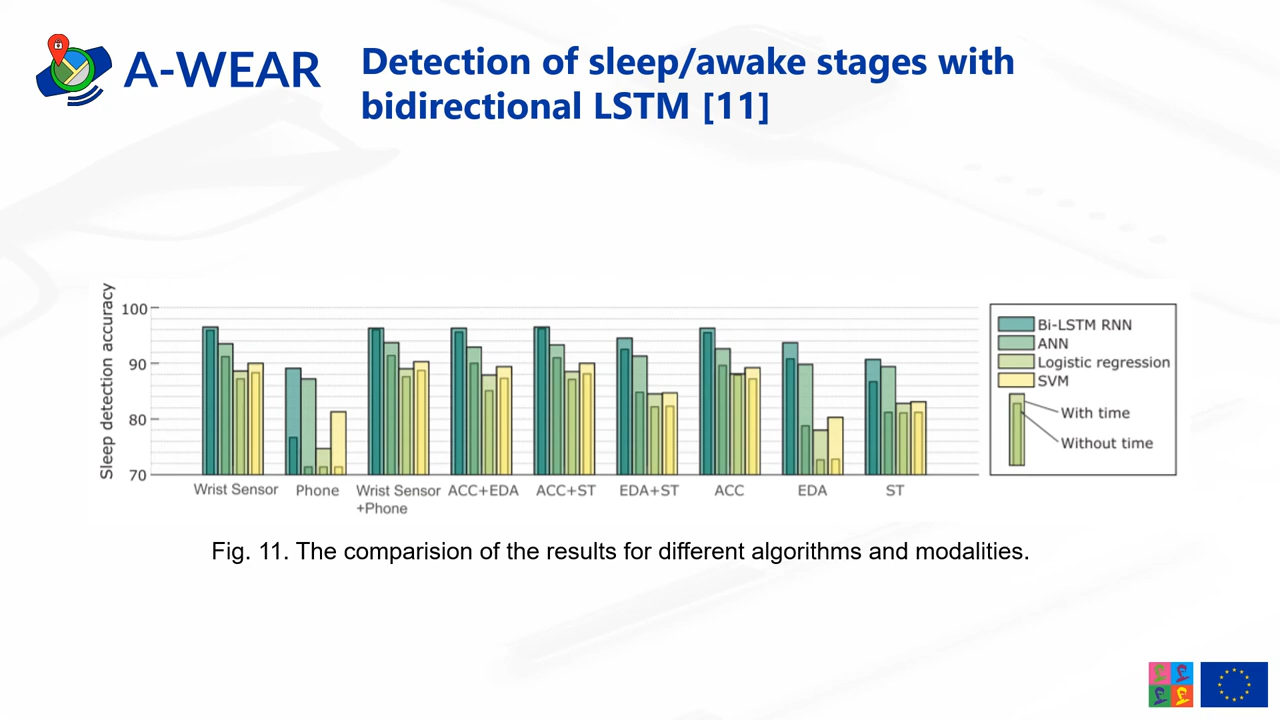 A-WEAR
Detection of sleep/awake stages with
bidirectional LSTM [11]
Sleep detection accuracy
100
90
80
70
Wrist Sensor
Phone
Wrist Sensor
+Phone
ACC+EDA
ACC+ST
EDA+ST
ACC
EDA
ST
Bi-LSTM RNN
ANN
Logistic regression
SVM
With time
Without time
Fig. 11. The comparision of the results for different algorithms and modalities.